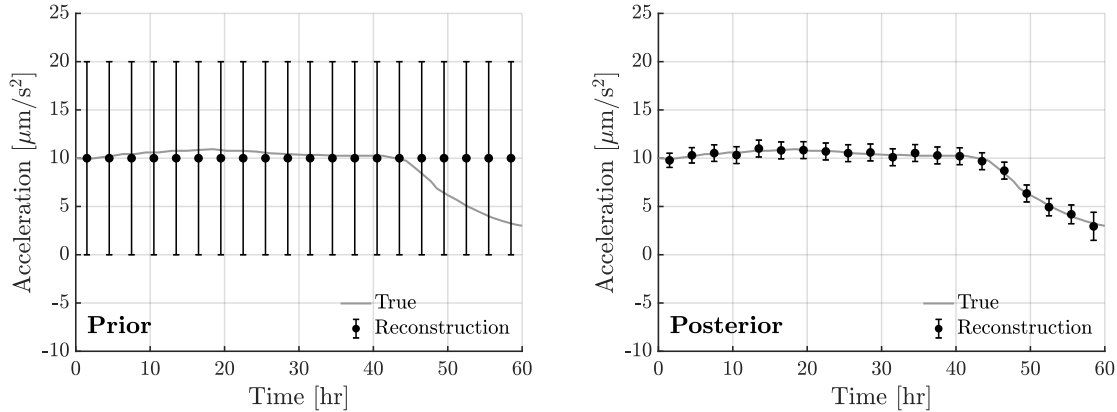 25
20
15
10
5
0
-5
-10
Acceleration [μm/s²]
True
Reconstruction
Prior
0 10 20 30 40 50 60
Time [hr]
25
20
15
10
5
0
-5
-10
Acceleration [μm/s²]
True
Reconstruction
Posterior
0 10 20 30 40 50 60
Time [hr]